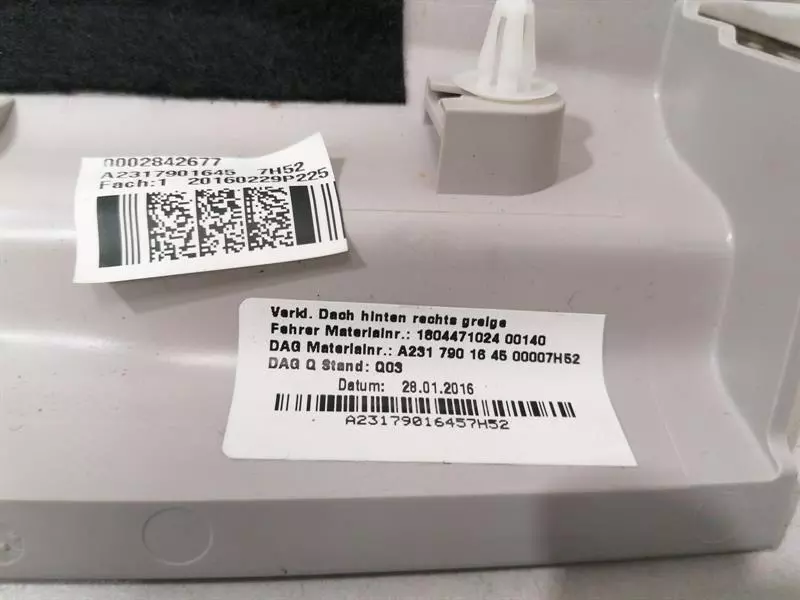 0002842677
A2317901645 7H52
Fach:1 20160229P225
Verkl. Dach hinten rechts greige
Fehrer Materialnr.: 1804471024 00140
DAG Materialnr.: A231 790 16 45 00007H52
DAG Q Stand: Q03
Datum: 28.01.2016
A23179016457H52